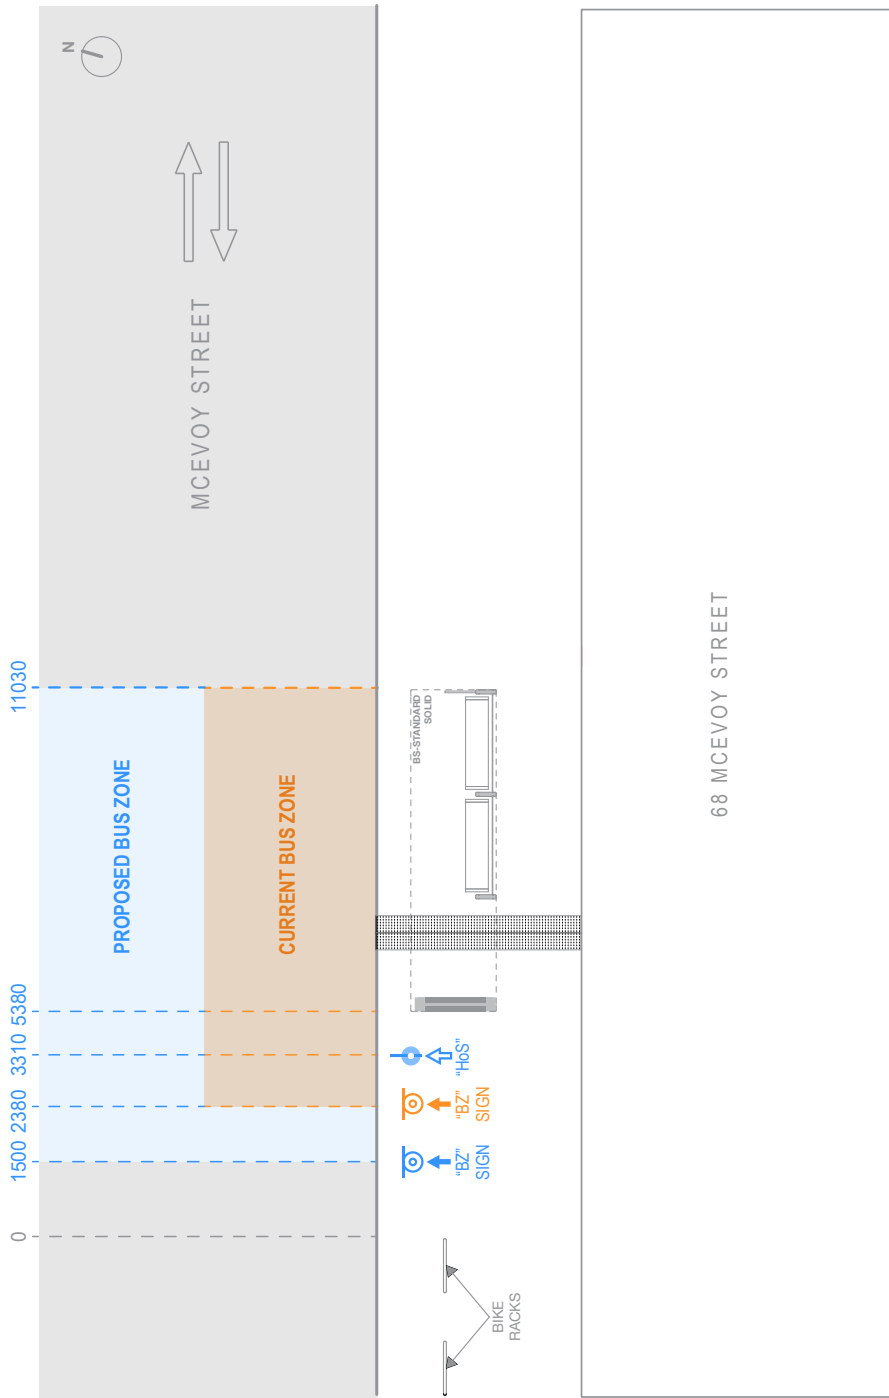 N
MCEVOY STREET
0
1500
2380
3310
5380
11030
PROPOSED BUS ZONE
CURRENT BUS ZONE
BS-STANDARD
SOLID
"BZ"
SIGN
"BZ"
SIGN
"HoS"
BIKE
RACKS
68 MCEVOY STREET